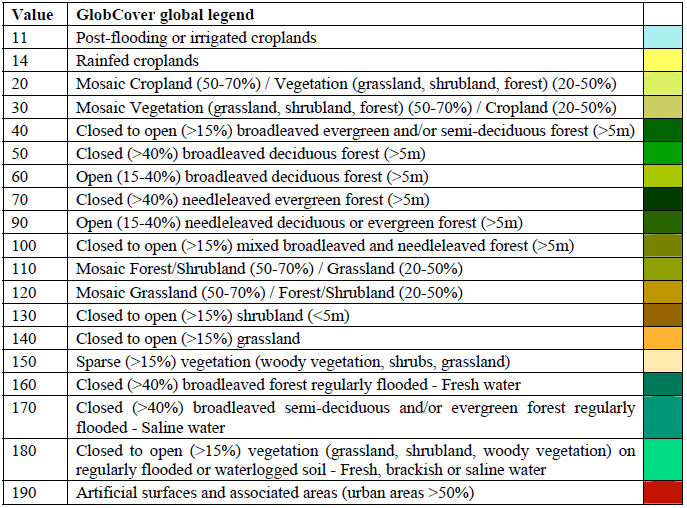 Value GlobCover global legend
11 Post-flooding or irrigated croplands
14 Rainfed croplands
20 Mosaic Cropland (50-70%) / Vegetation (grassland, shrubland, forest) (20-50%)
30 Mosaic Vegetation (grassland, shrubland, forest) (50-70%) / Cropland (20-50%)
40 Closed to open (>15%) broadleaved evergreen and/or semi-deciduous forest (>5m)
50 Closed (>40%) broadleaved deciduous forest (>5m)
60 Open (15-40%) broadleaved deciduous forest (>5m)
70 Closed (>40%) needleleaved evergreen forest (>5m)
90 Open (15-40%) needleleaved deciduous or evergreen forest (>5m)
100 Closed to open (>15%) mixed broadleaved and needleleaved forest (>5m)
110 Mosaic Forest/Shrubland (50-70%) / Grassland (20-50%)
120 Mosaic Grassland (50-70%) / Forest/Shrubland (20-50%)
130 Closed to open (>15%) shrubland (<5m)
140 Closed to open (>15%) grassland
150 Sparse (>15%) vegetation (woody vegetation, shrubs, grassland)
160 Closed (>40%) broadleaved forest regularly flooded - Fresh water
170 Closed (>40%) broadleaved semi-deciduous and/or evergreen forest regularly
flooded - Saline water
180 Closed to open (>15%) vegetation (grassland, shrubland, woody vegetation) on
regularly flooded or waterlogged soil - Fresh, brackish or saline water
190 Artificial surfaces and associated areas (urban areas >50%)